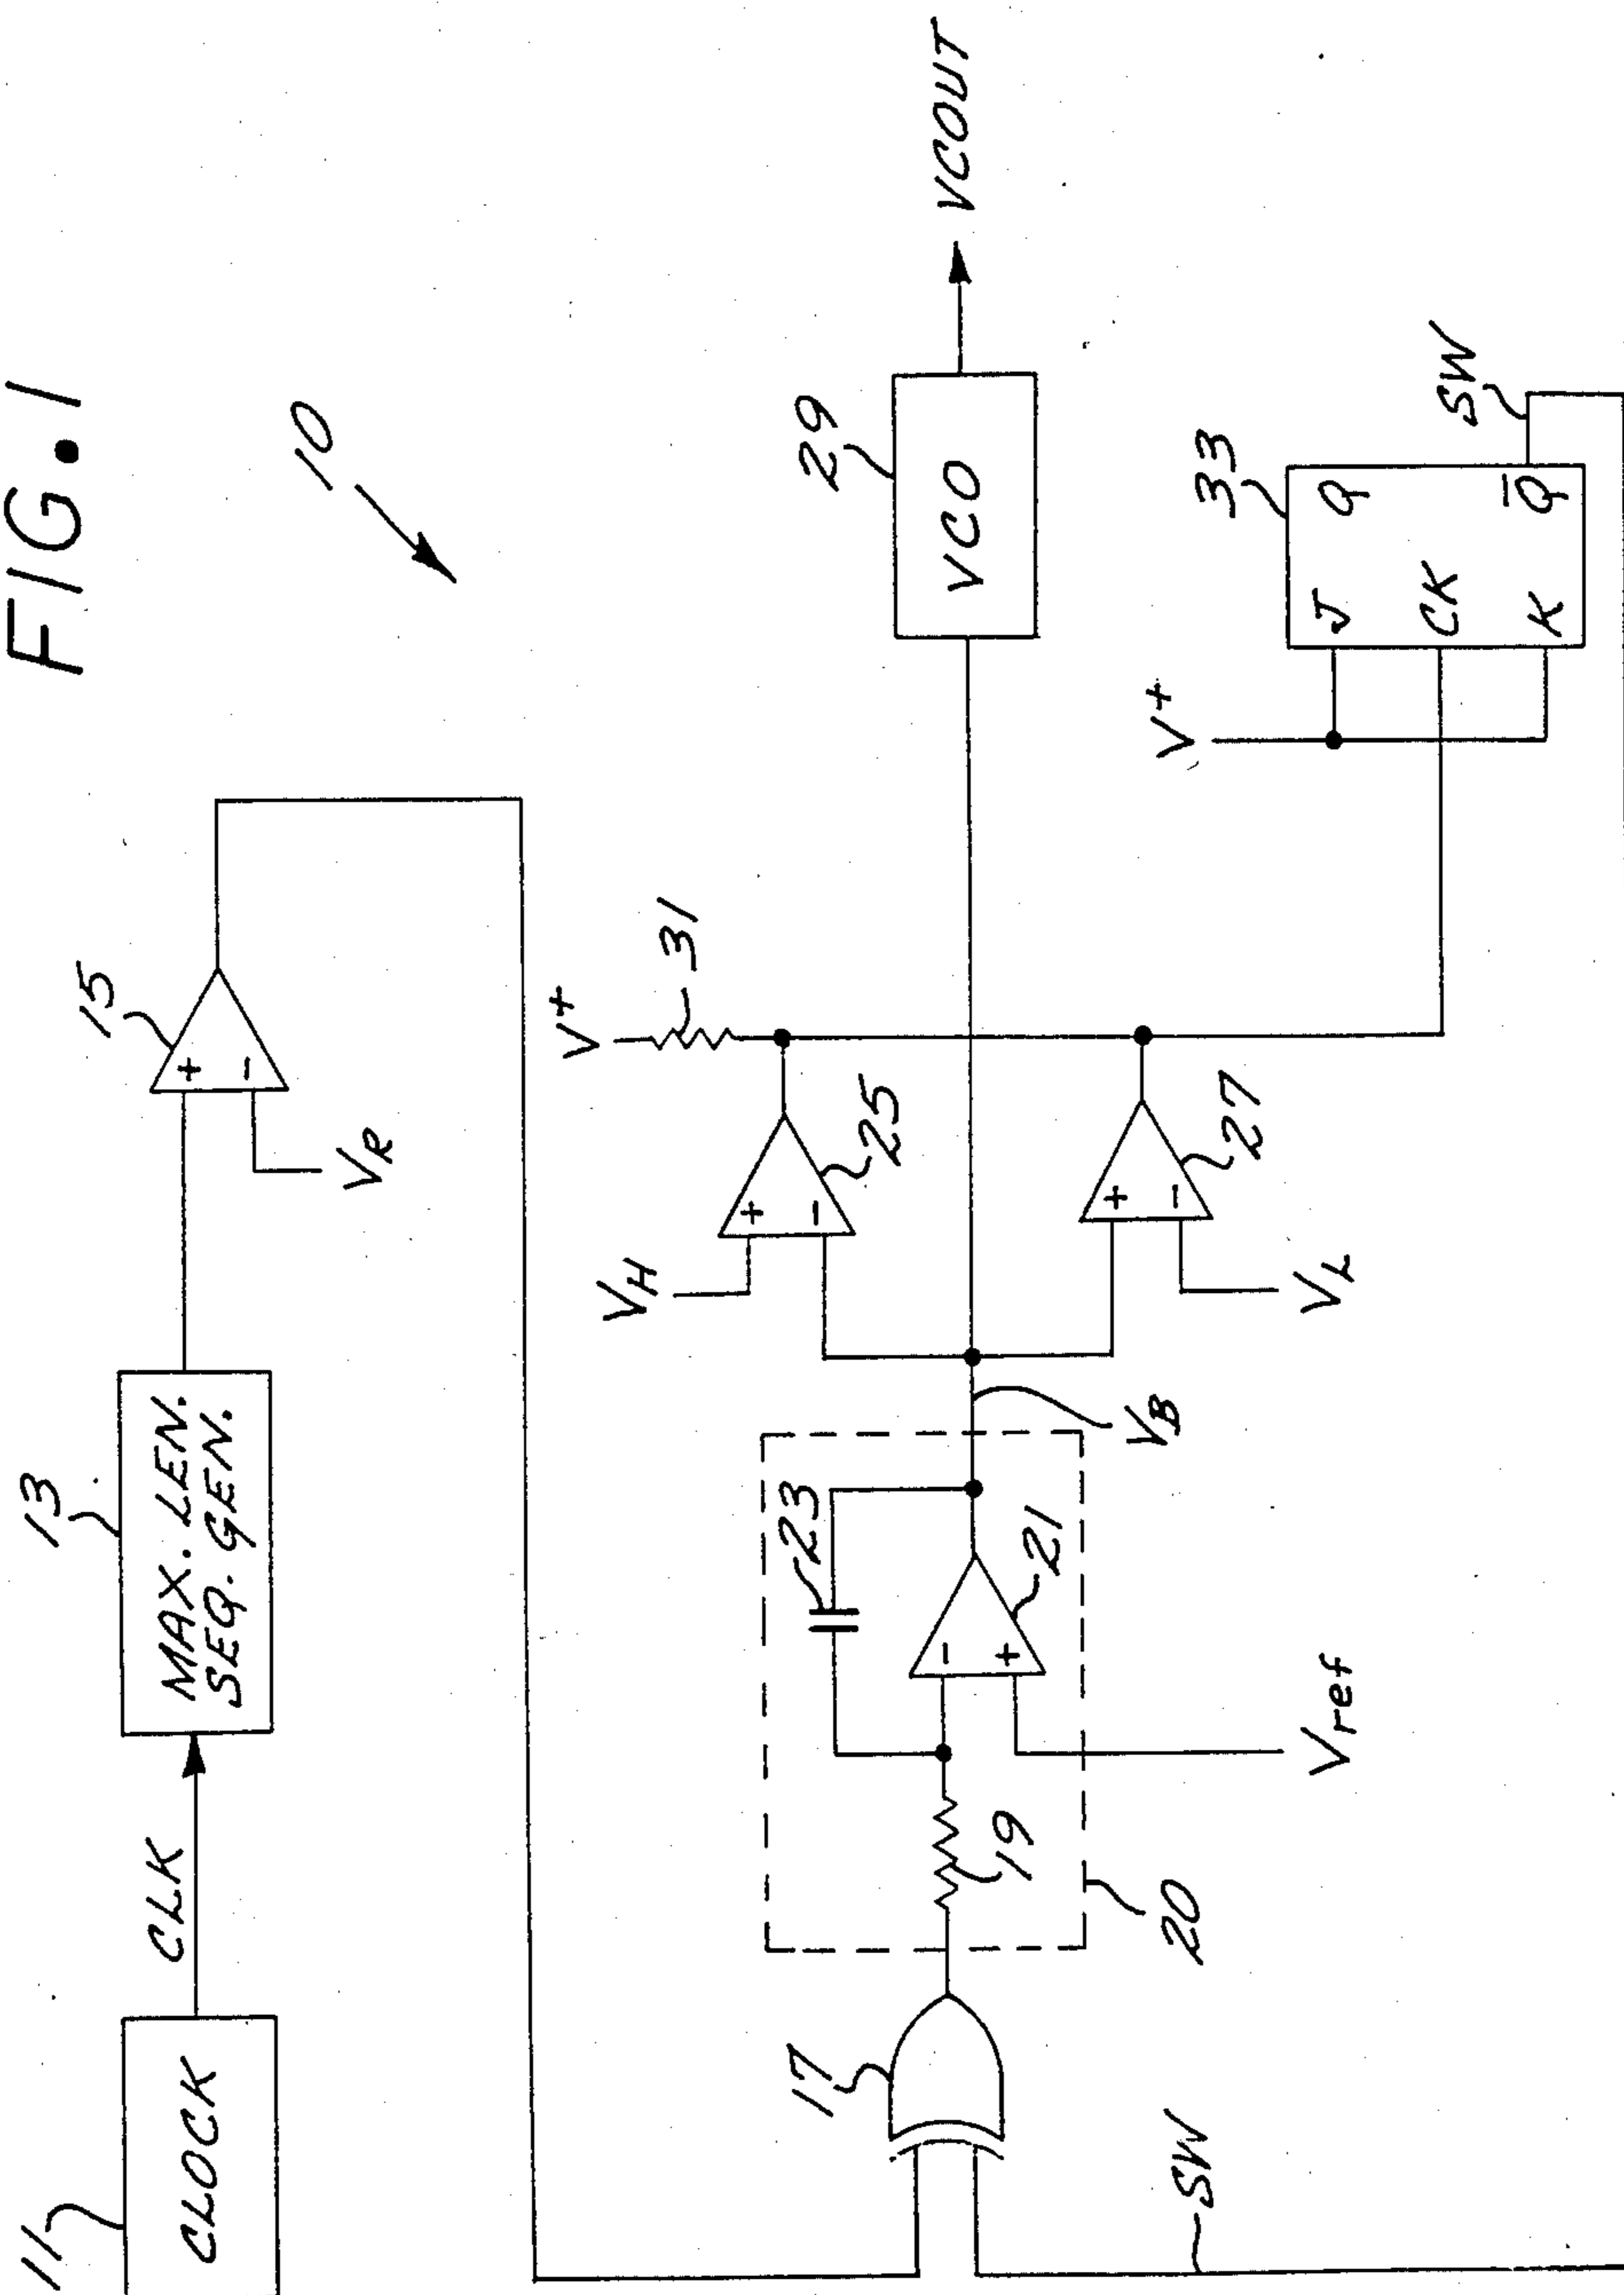 FIG. 1
10
11
CLOCK
CLK
13
MAX. LEN.
SEQ. GEN.
15
+
-
VR
17
SW
19
20
23
-
+
21
Vref
VB
VH
+
-
25
V+
31
+
-
27
VL
29
VCO
VCOUT
V+
33
J
Q
CK
K
Q̅
SW